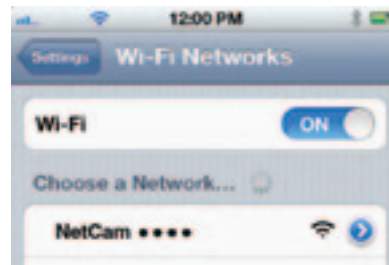 12:00 PM
Settings Wi-Fi Networks
Wi-Fi ON
Choose a Network...
NetCam ••••